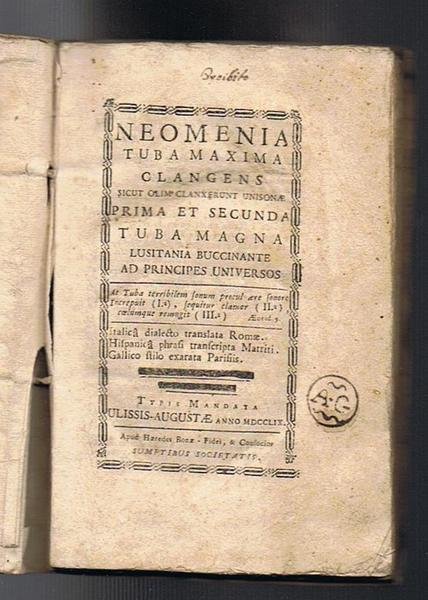 NEOMENIA
TUBA MAXIMA
CLANGENS
SICUT OLIM CLANXERUNT UNISONÆ
PRIMA ET SECUNDA
TUBA MAGNA
LUSITANIA BUCCINANTE
AD PRINCIPES UNIVERSOS
At Tuba terribilem sonum procul ære sonoro
Increpuit (I.ª), sequitur clamor (II.ª)
cœlumque remugit (III.ª) Æneid. 9.
Italicâ dialecto translata Romæ.
Hispanicâ phrasi transcripta Matriti.
Gallico stilo exarata Parisiis.
TYPIS MANDATA
ULISSIS-AUGUSTÆ ANNO MDCCLIX.
Apud Hæredes Bonæ-Fidei, & Consocios
SUMPTIBUS SOCIETATIS.
A·G